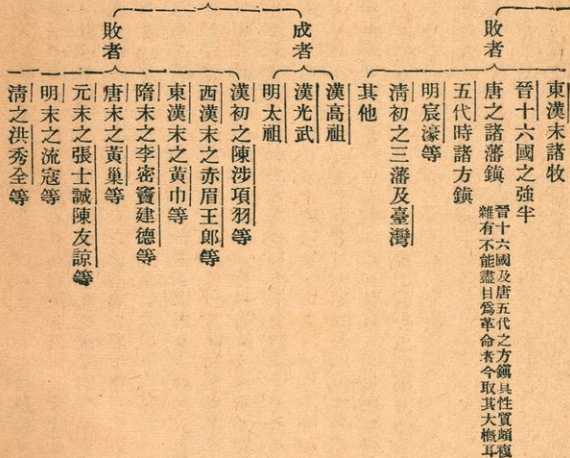 敗者
東漢末諸牧
晉十六國之強半
唐之諸藩鎮
晉十六國及唐五代之方鎮具性質頗複
雜有不能盡目爲革命者今取其大槪耳
五代時諸方鎮
明宸濠等
淸初之三藩及臺灣
其他
成者
漢高祖
漢光武
明太祖
敗者
漢初之陳涉項羽等
西漢末之赤眉王郞等
東漢末之黃巾等
隋末之李密竇建德等
唐末之黃巢等
元末之張士誠陳友諒等
明末之流寇等
淸之洪秀全等